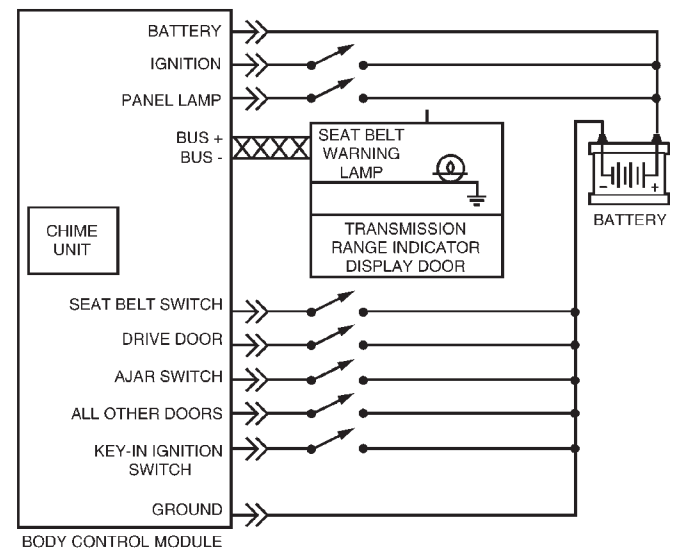 BATTERY
IGNITION
PANEL LAMP
BUS +
BUS -
SEAT BELT
WARNING
LAMP
- +
BATTERY
CHIME
UNIT
TRANSMISSION
RANGE INDICATOR
DISPLAY DOOR
SEAT BELT SWITCH
DRIVE DOOR
AJAR SWITCH
ALL OTHER DOORS
KEY-IN IGNITION
SWITCH
GROUND
BODY CONTROL MODULE